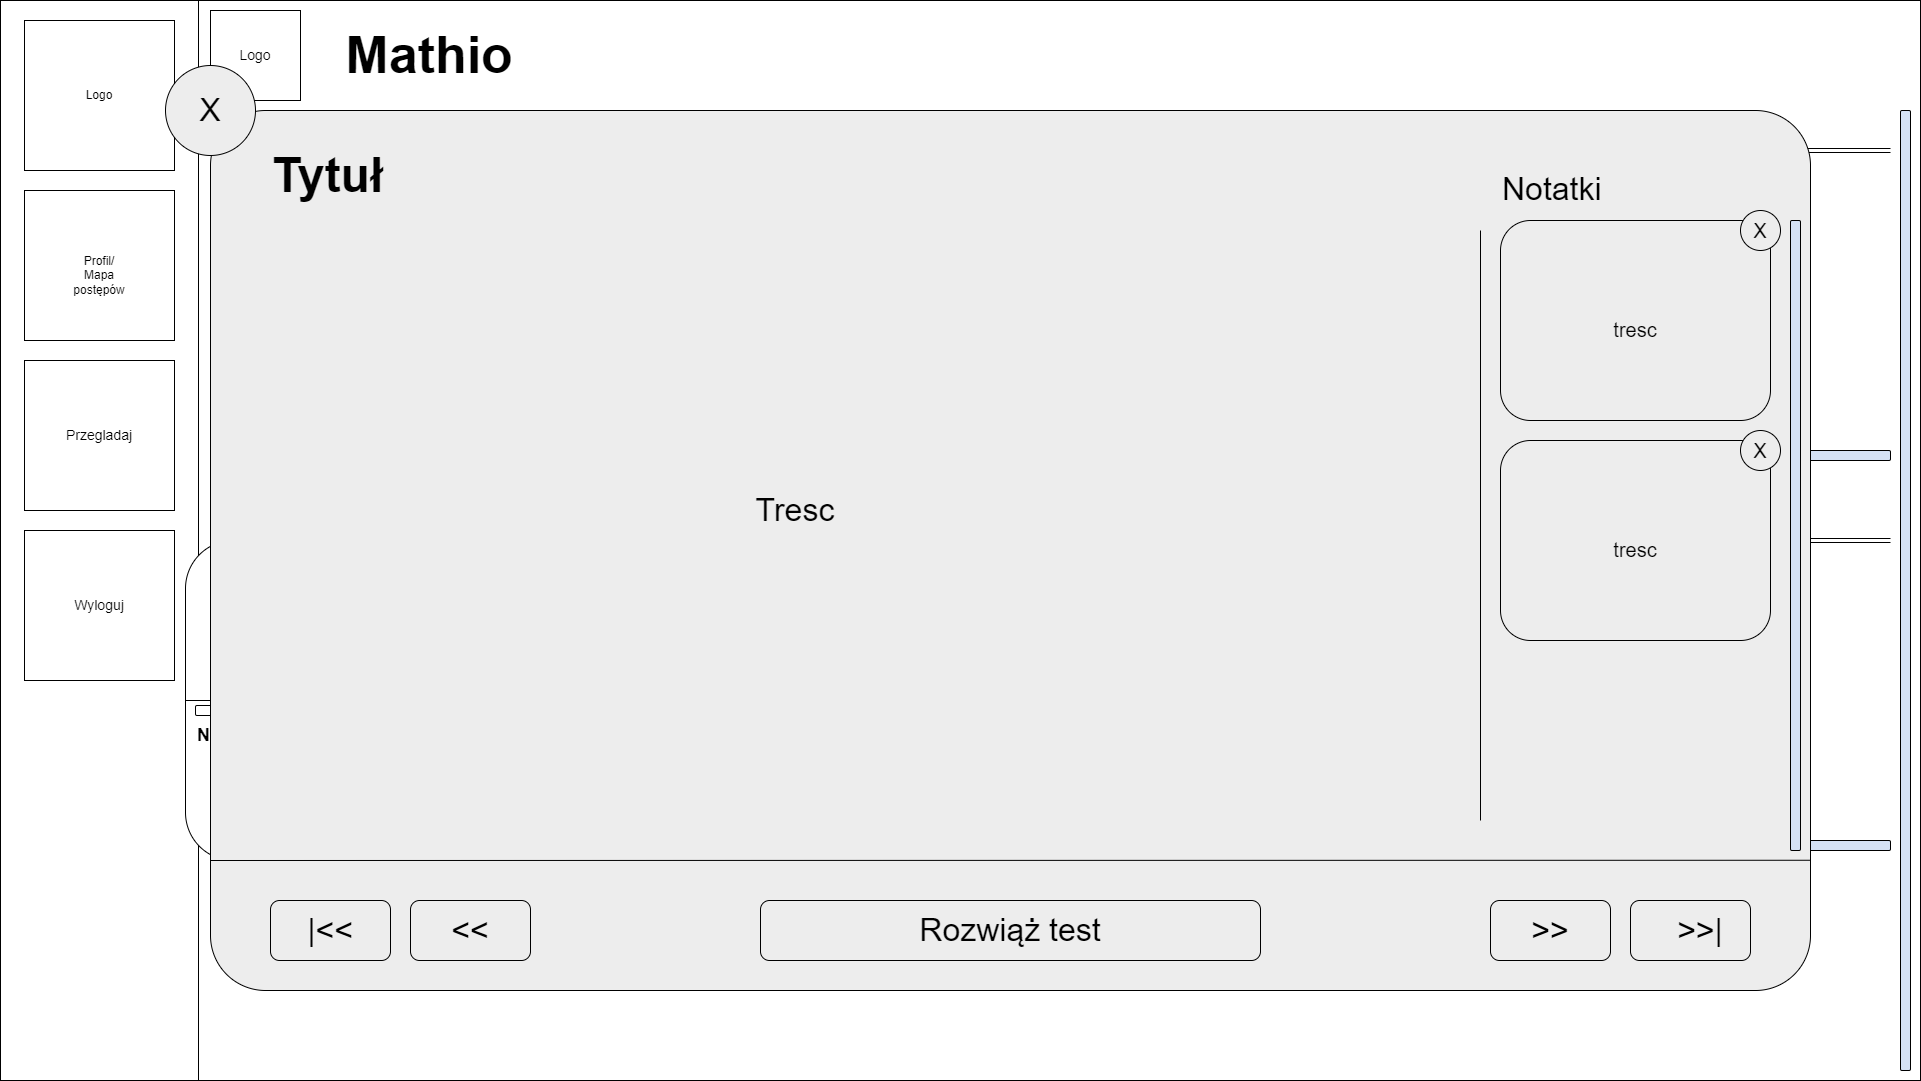 Logo
Profil/
Mapa
postępów
Przegladaj
Wyloguj
Logo
Mathio
X
Tytuł
Tresc
Notatki
X
tresc
X
tresc
N
|<<
<<
Rozwiąż test
>>
>>|